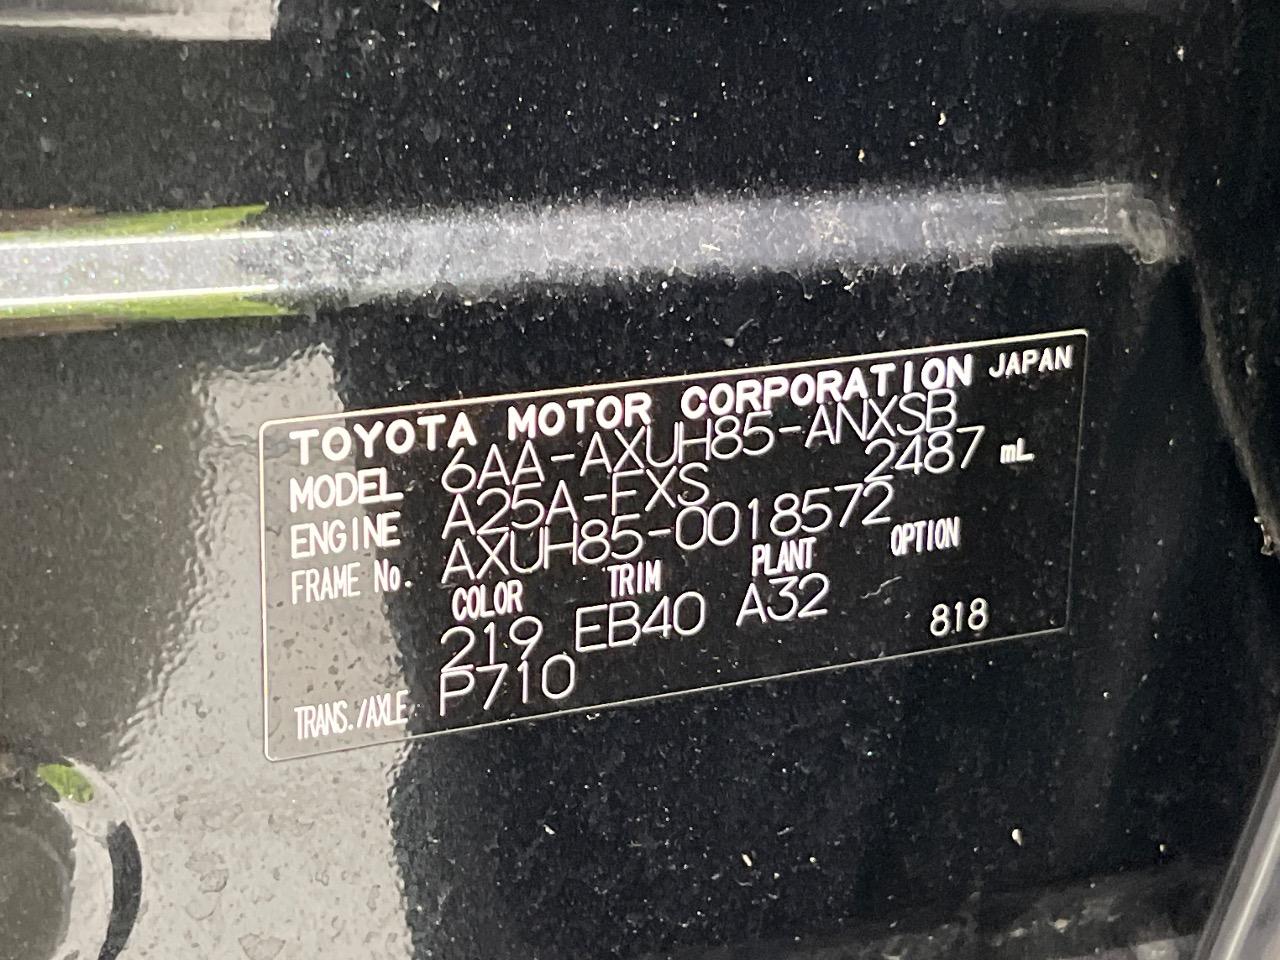 TOYOTA MOTOR CORPORATION JAPAN
MODEL 6AA-AXUH85-ANXSB
ENGINE A25A-FXS 2487 mL
FRAME No. AXUH85-0018572
COLOR TRIM PLANT OPTION
219 EB40 A32
818
TRANS./AXLE P710